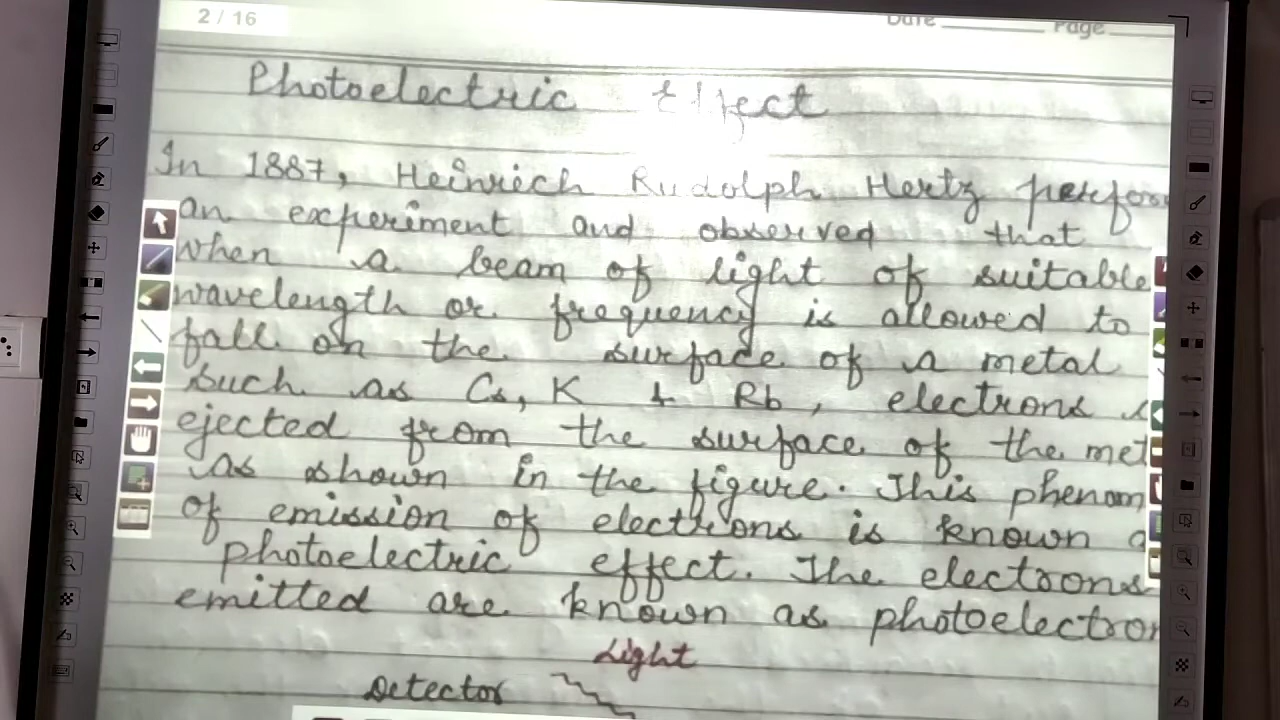 2 / 16
Date Page
Photoelectric Effect
In 1887, Heinrich Rudolph Hertz perfor
an experiment and observed that
when a beam of light of suitable
wavelength or frequency is allowed to
fall on the surface of a metal
such as Cs, K & Rb, electrons
ejected from the surface of the met
as shown in the figure. This phenom
of emission of electrons is known a
photoelectric effect. The electrons
emitted are known as photoelectron
Light
Detector